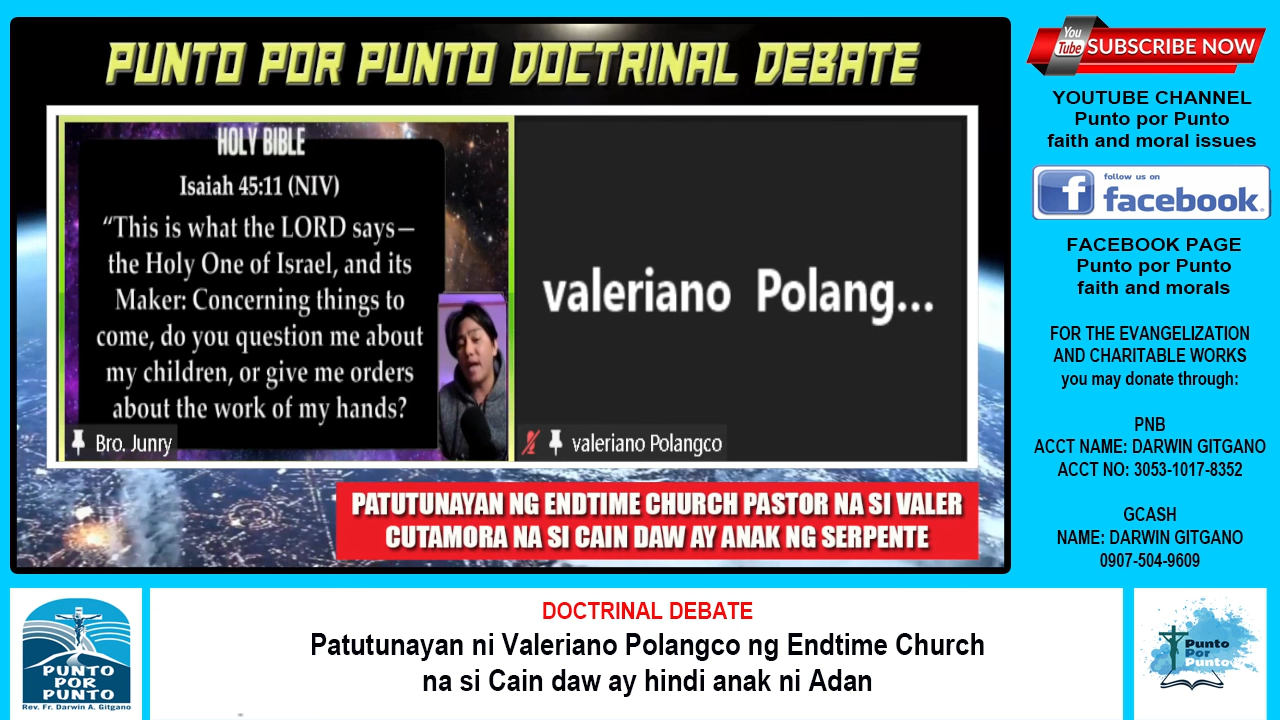 PUNTO POR PUNTO DOCTRINAL DEBATE
HOLY BIBLE
Isaiah 45:11 (NIV)
“This is what the LORD says—
the Holy One of Israel, and its
Maker: Concerning things to
come, do you question me about
my children, or give me orders
about the work of my hands?
Bro. Junry
valeriano Polang...
valeriano Polangco
PATUTUNAYAN NG ENDTIME CHURCH PASTOR NA SI VALER
CUTAMORA NA SI CAIN DAW AY ANAK NG SERPENTE
You
Tube
SUBSCRIBE NOW
YOUTUBE CHANNEL
Punto por Punto
faith and moral issues
follow us on
facebook.
FACEBOOK PAGE
Punto por Punto
faith and morals
FOR THE EVANGELIZATION
AND CHARITABLE WORKS
you may donate through:
PNB
ACCT NAME: DARWIN GITGANO
ACCT NO: 3053-1017-8352
GCASH
NAME: DARWIN GITGANO
0907-504-9609
PUNTO
POR
PUNTO
Rev. Fr. Darwin A. Gitgano
DOCTRINAL DEBATE
Patutunayan ni Valeriano Polangco ng Endtime Church
na si Cain daw ay hindi anak ni Adan
Punto
Por
Punto